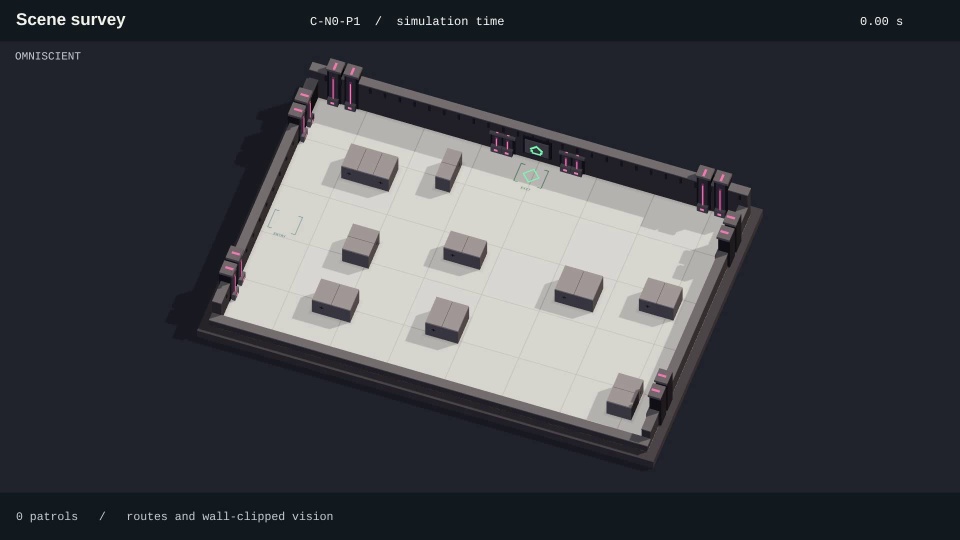 Scene survey
C-N0-P1 / simulation time
0.00 s
OMNISCIENT
0 patrols / routes and wall-clipped vision